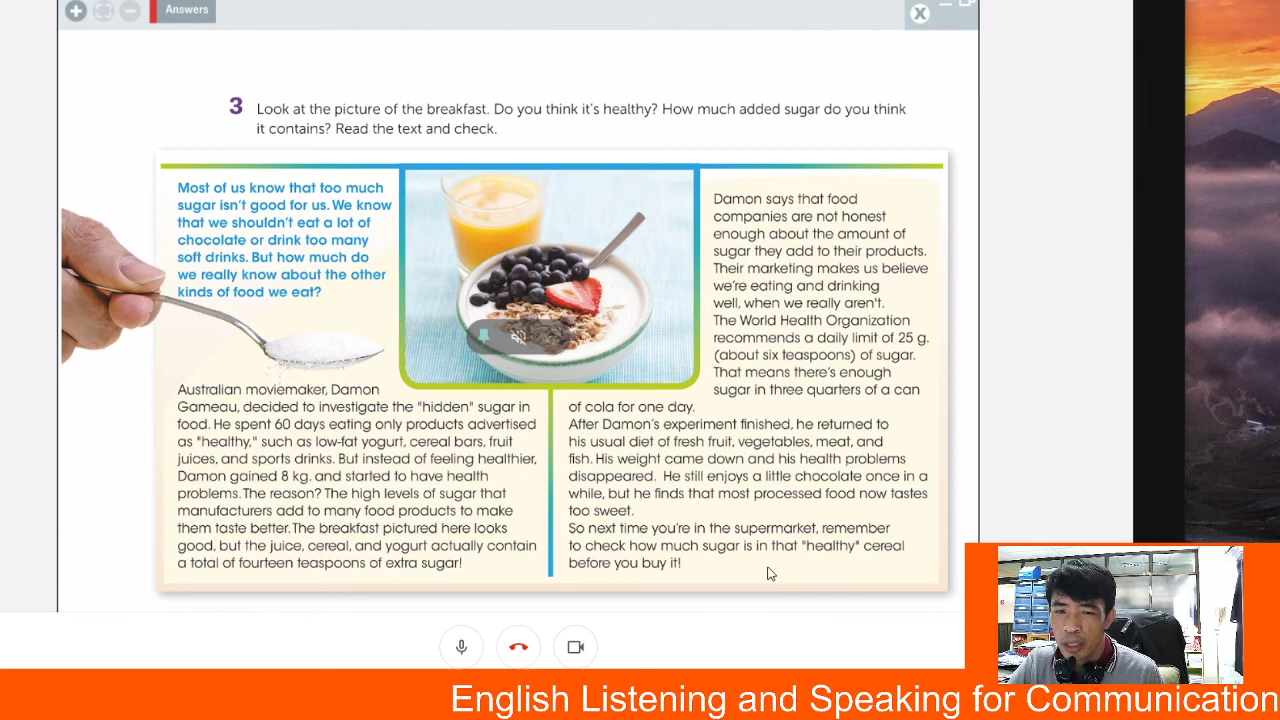 Answers
3 Look at the picture of the breakfast. Do you think it's healthy? How much added sugar do you think
it contains? Read the text and check.
Most of us know that too much
sugar isn't good for us. We know
that we shouldn't eat a lot of
chocolate or drink too many
soft drinks. But how much do
we really know about the other
kinds of food we eat?
Australian moviemaker, Damon
Gameau, decided to investigate the "hidden" sugar in
food. He spent 60 days eating only products advertised
as "healthy," such as low-fat yogurt, cereal bars, fruit
juices, and sports drinks. But instead of feeling healthier,
Damon gained 8 kg. and started to have health
problems. The reason? The high levels of sugar that
manufacturers add to many food products to make
them taste better. The breakfast pictured here looks
good, but the juice, cereal, and yogurt actually contain
a total of fourteen teaspoons of extra sugar!
Damon says that food
companies are not honest
enough about the amount of
sugar they add to their products.
Their marketing makes us believe
we're eating and drinking
well, when we really aren't.
The World Health Organization
recommends a daily limit of 25 g.
(about six teaspoons) of sugar.
That means there's enough
sugar in three quarters of a can
of cola for one day.
After Damon's experiment finished, he returned to
his usual diet of fresh fruit, vegetables, meat, and
fish. His weight came down and his health problems
disappeared. He still enjoys a little chocolate once in a
while, but he finds that most processed food now tastes
too sweet.
So next time you're in the supermarket, remember
to check how much sugar is in that "healthy" cereal
before you buy it!
English Listening and Speaking for Communication